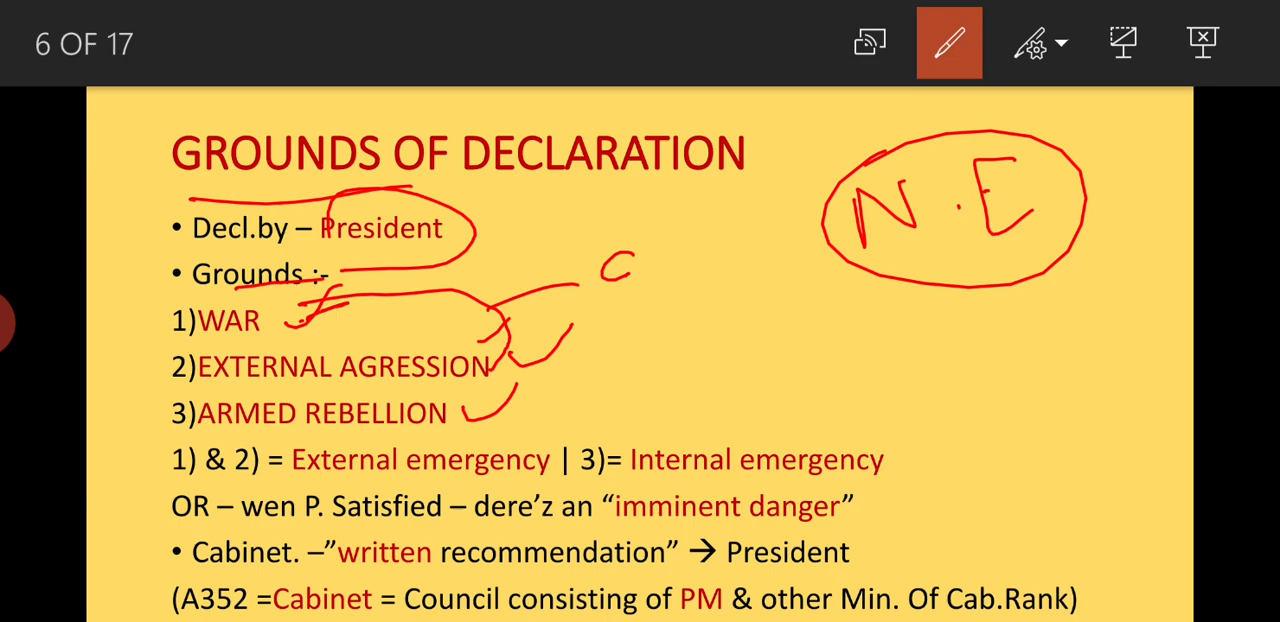 6 OF 17
GROUNDS OF DECLARATION
N.E
• Decl.by – President
• Grounds :-
1)WAR
2)EXTERNAL AGRESSION
3)ARMED REBELLION
1) & 2) = External emergency | 3)= Internal emergency
OR – wen P. Satisfied – dere’z an “imminent danger”
• Cabinet. –”written recommendation” → President
(A352 =Cabinet = Council consisting of PM & other Min. Of Cab.Rank)